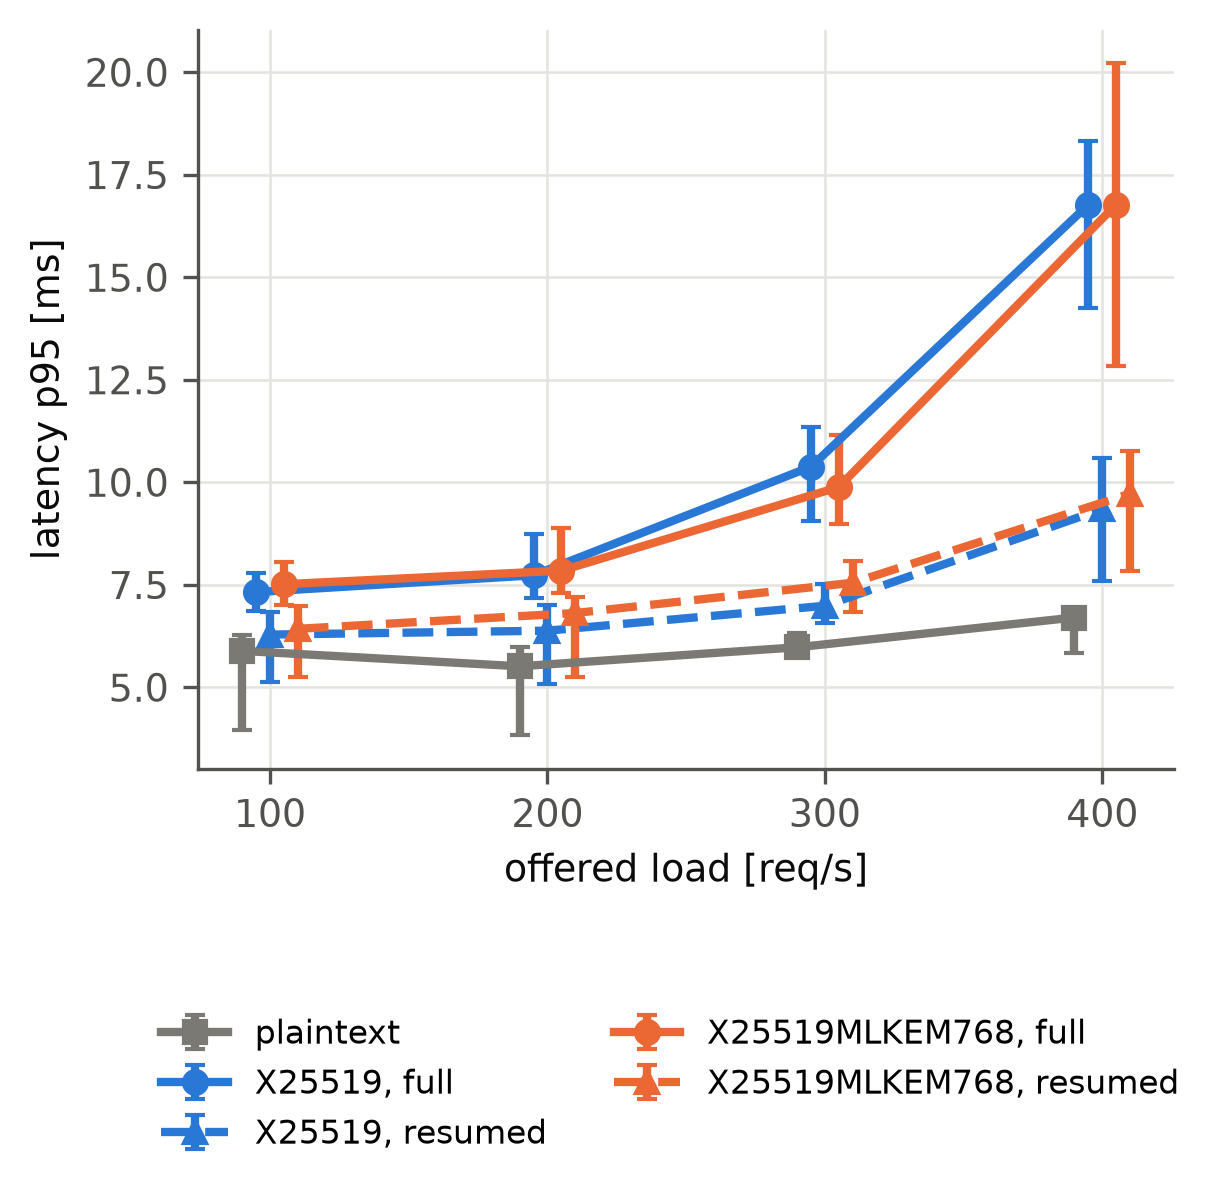 20.0
17.5
15.0
12.5
10.0
7.5
5.0
latency p95 [ms]
100 200 300 400
offered load [req/s]
plaintext
X25519, full
X25519, resumed
X25519MLKEM768, full
X25519MLKEM768, resumed